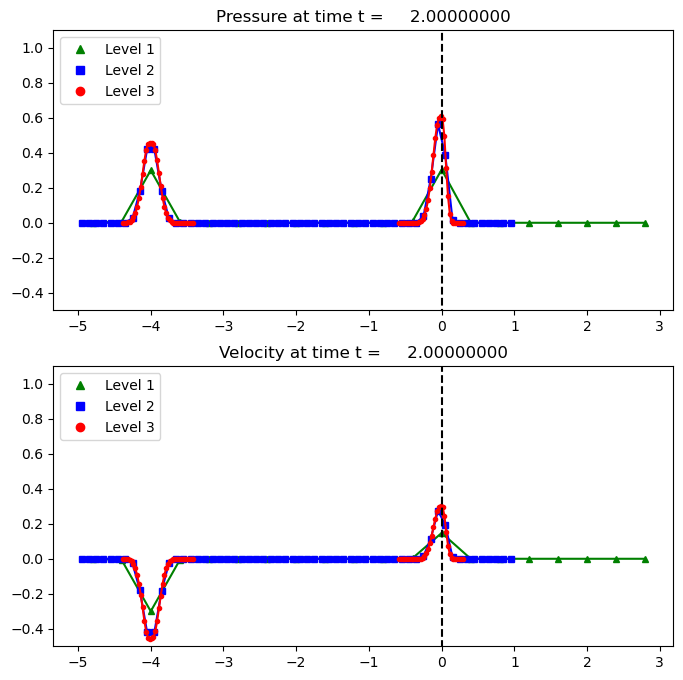 Pressure at time t =     2.00000000
Level 1
Level 2
Level 3
1.0
0.8
0.6
0.4
0.2
0.0
−0.2
−0.4
−5 −4 −3 −2 −1 0 1 2 3
Velocity at time t =     2.00000000
Level 1
Level 2
Level 3
1.0
0.8
0.6
0.4
0.2
0.0
−0.2
−0.4
−5 −4 −3 −2 −1 0 1 2 3